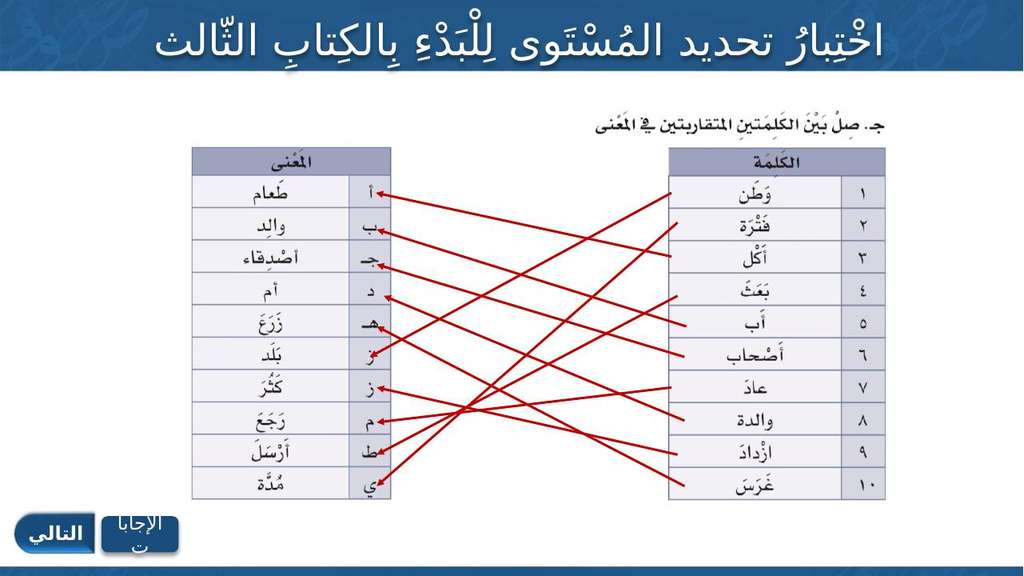 اخْتِبارُ تحديد المُسْتَوى لِلْبَدْءِ بِالكِتابِ الثّالث
جـ. صِلْ بَيْنَ الكَلِمَتينِ المتقاربتين في المَعْنى
الكَلِمَة
١ وَطَن
٢ فَتْرَة
٣ أَكْل
٤ بَعَثَ
٥ أَب
٦ أَصْحاب
٧ عادَ
٨ والدة
٩ ازْدادَ
١٠ غَرَسَ
المَعْنى
أ طَعام
ب والِد
جـ أصْدِقاء
د أم
هـ زَرَعَ
ز بَلَد
ز كَثُرَ
م رَجَعَ
ط أَرْسَلَ
ي مُدَّة
التالي
الإجابا
ت